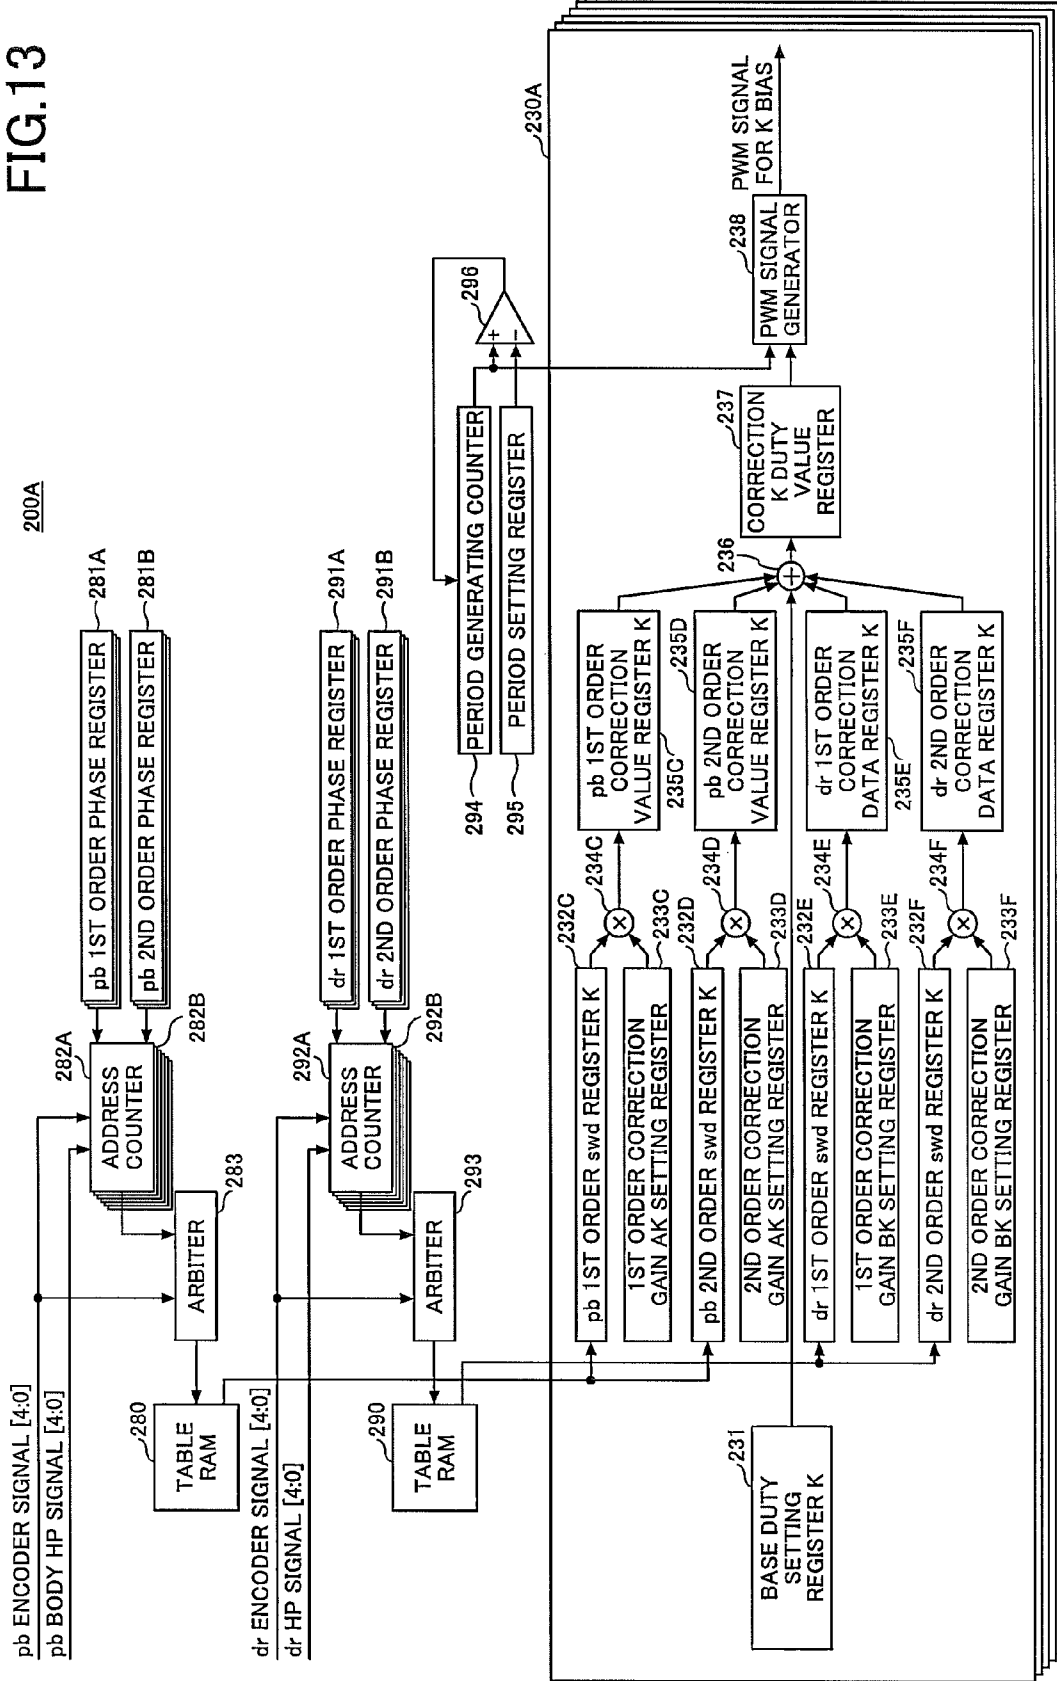 FIG.13
200A
pb ENCODER SIGNAL [4:0]
pb BODY HP SIGNAL [4:0]
282A
ADDRESS
COUNTER
282B
pb 1ST ORDER PHASE REGISTER
281A
pb 2ND ORDER PHASE REGISTER
281B
ARBITER
283
280
TABLE
RAM
dr ENCODER SIGNAL [4:0]
dr HP SIGNAL [4:0]
292A
ADDRESS
COUNTER
292B
dr 1ST ORDER PHASE REGISTER
291A
dr 2ND ORDER PHASE REGISTER
291B
ARBITER
293
290
TABLE
RAM
294
PERIOD GENERATING COUNTER
295
PERIOD SETTING REGISTER
296
+
−
230A
pb 1ST ORDER swd REGISTER K
232C
1ST ORDER CORRECTION
GAIN AK SETTING REGISTER
233C
×
234C
pb 1ST ORDER
CORRECTION
VALUE REGISTER K
235C
pb 2ND ORDER swd REGISTER K
232D
2ND ORDER CORRECTION
GAIN AK SETTING REGISTER
233D
×
234D
pb 2ND ORDER
CORRECTION
VALUE REGISTER K
235D
231
BASE DUTY
SETTING
REGISTER K
dr 1ST ORDER swd REGISTER K
232E
1ST ORDER CORRECTION
GAIN BK SETTING REGISTER
233E
×
234E
dr 1ST ORDER
CORRECTION
DATA REGISTER K
235E
dr 2ND ORDER swd REGISTER K
232F
2ND ORDER CORRECTION
GAIN BK SETTING REGISTER
233F
×
234F
dr 2ND ORDER
CORRECTION
DATA REGISTER K
235F
236
+
237
CORRECTION
K DUTY
VALUE
REGISTER
238
PWM SIGNAL
GENERATOR
PWM SIGNAL
FOR K BIAS